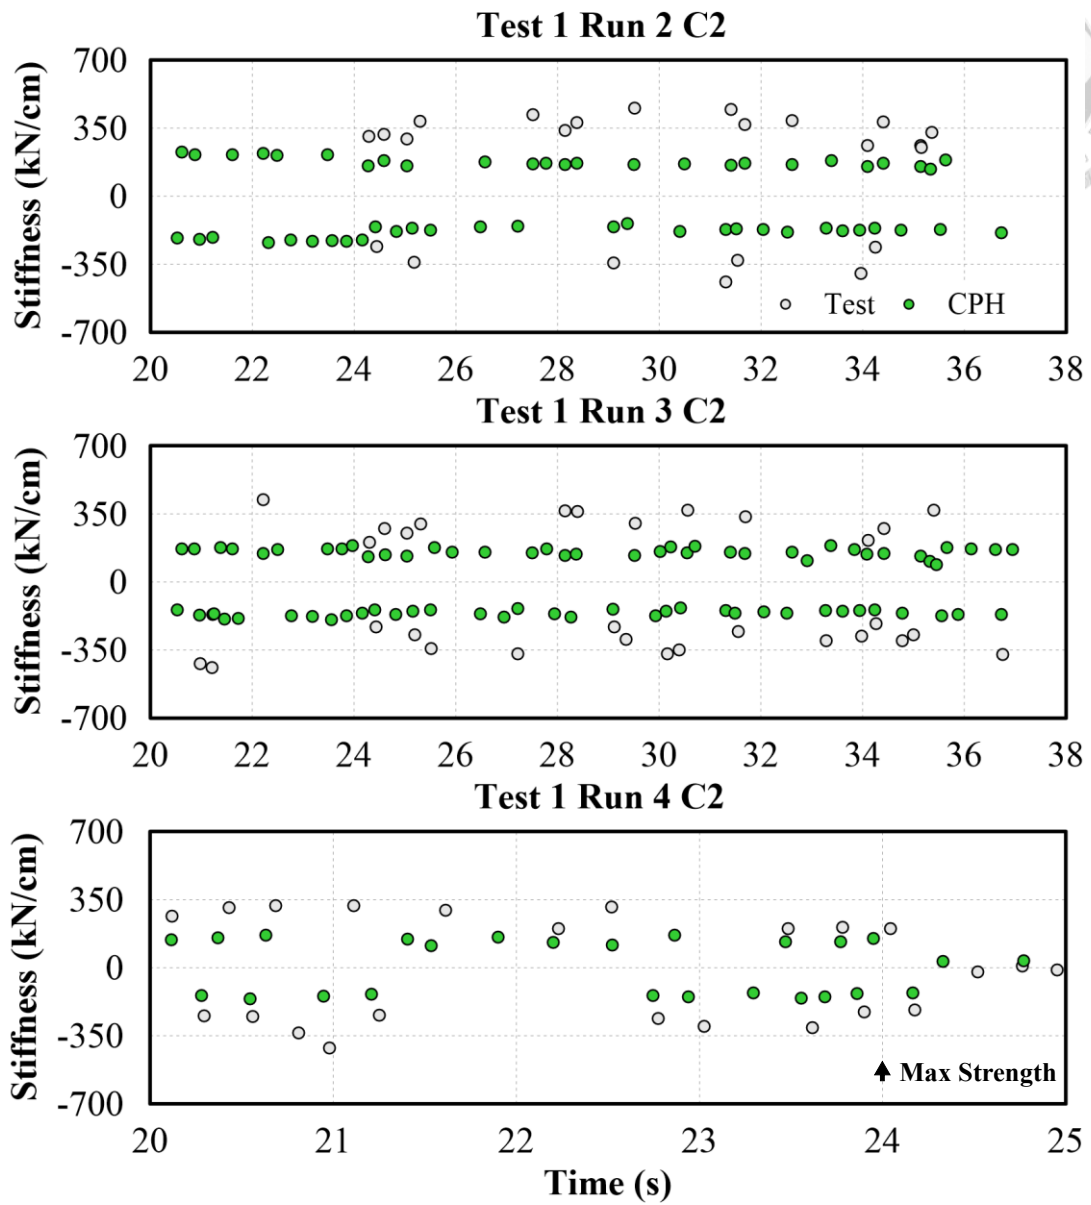 Test 1 Run 2 C2
Stiffness (kN/cm)
700
350
0
-350
-700
Test
CPH
20 22 24 26 28 30 32 34 36 38
Test 1 Run 3 C2
Stiffness (kN/cm)
700
350
0
-350
-700
20 22 24 26 28 30 32 34 36 38
Test 1 Run 4 C2
Stiffness (kN/cm)
700
350
0
-350
-700
Max Strength
20 21 22 23 24 25
Time (s)